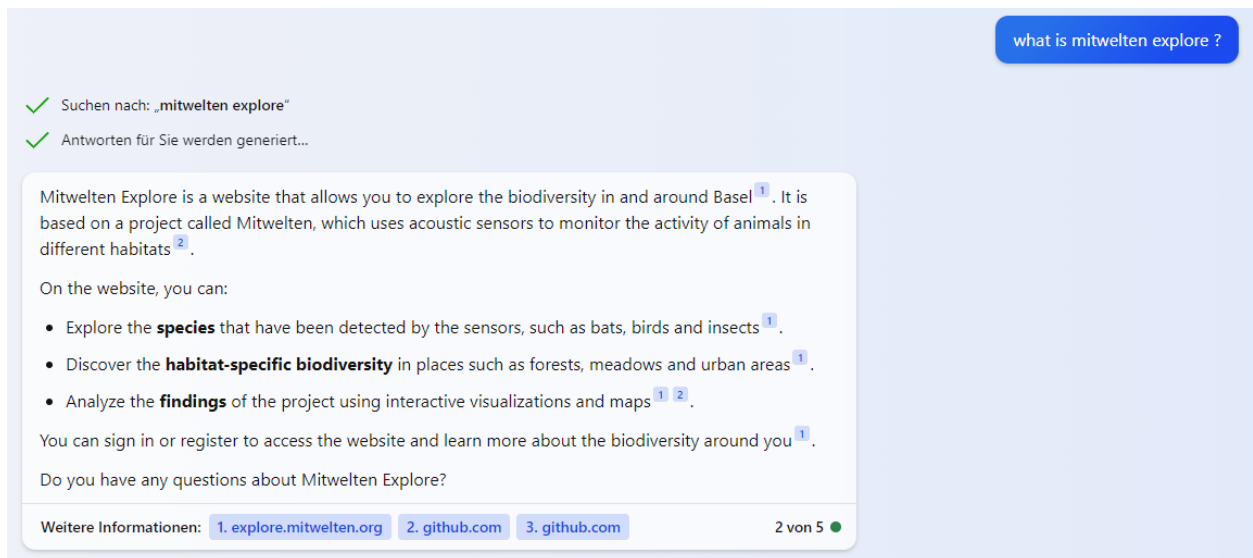 what is mitwelten explore ?
Suchen nach: „mitwelten explore“
Antworten für Sie werden generiert...
Mitwelten Explore is a website that allows you to explore the biodiversity in and around Basel 1 . It is
based on a project called Mitwelten, which uses acoustic sensors to monitor the activity of animals in
different habitats 2 .
On the website, you can:
• Explore the species that have been detected by the sensors, such as bats, birds and insects 1 .
• Discover the habitat-specific biodiversity in places such as forests, meadows and urban areas 1 .
• Analyze the findings of the project using interactive visualizations and maps 1 2 .
You can sign in or register to access the website and learn more about the biodiversity around you 1 .
Do you have any questions about Mitwelten Explore?
Weitere Informationen: 1. explore.mitwelten.org 2. github.com 3. github.com 2 von 5